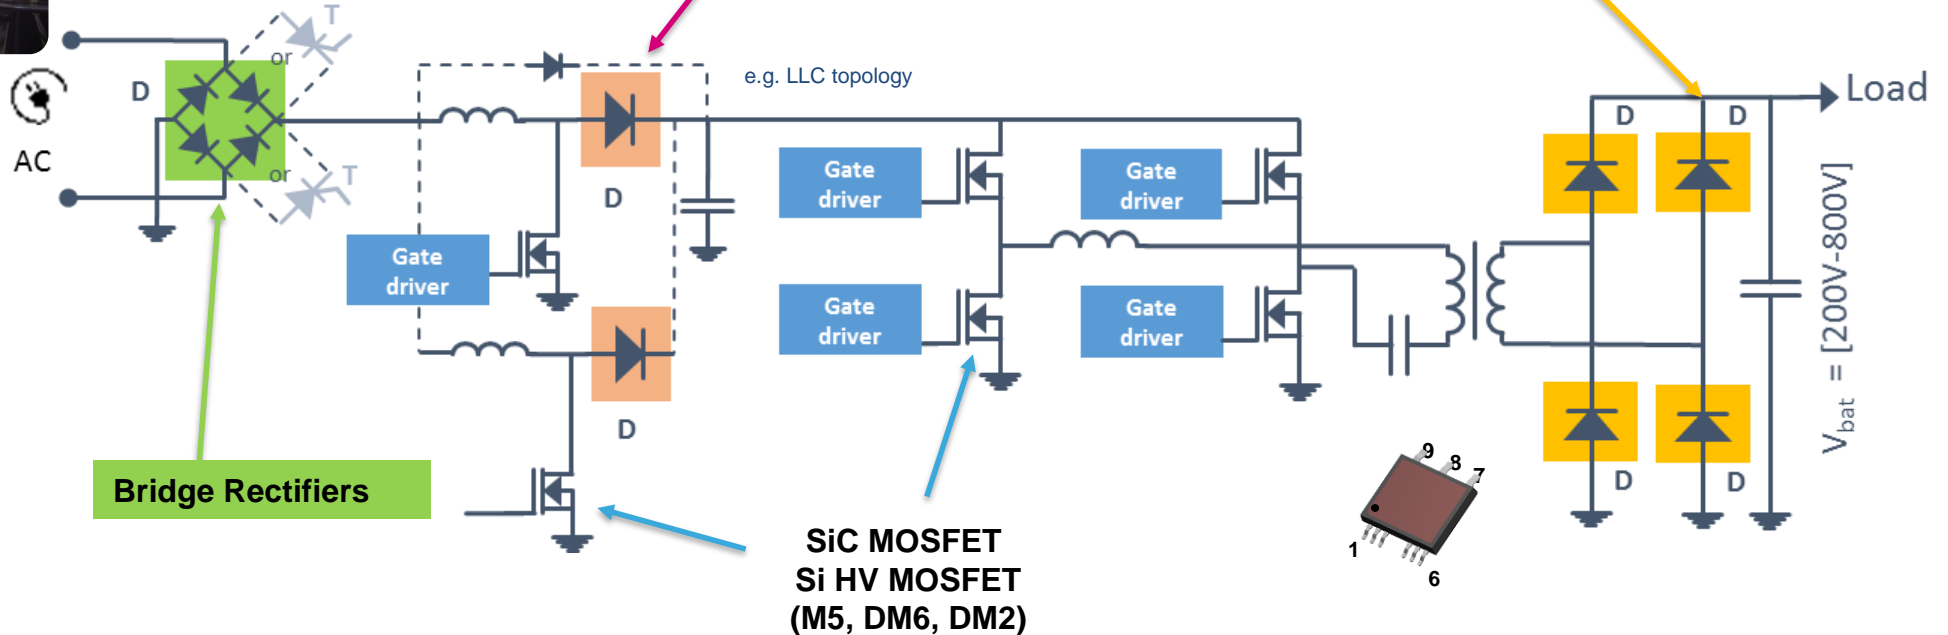 T
or
D
AC
or
T
e.g. LLC topology
D
Gate
driver
D
Gate
driver
Gate
driver
Gate
driver
Gate
driver
D
D
Load
D
D
Vbat = [200V-800V]
Bridge Rectifiers
SiC MOSFET
Si HV MOSFET
(M5, DM6, DM2)
9
8
7
1
6